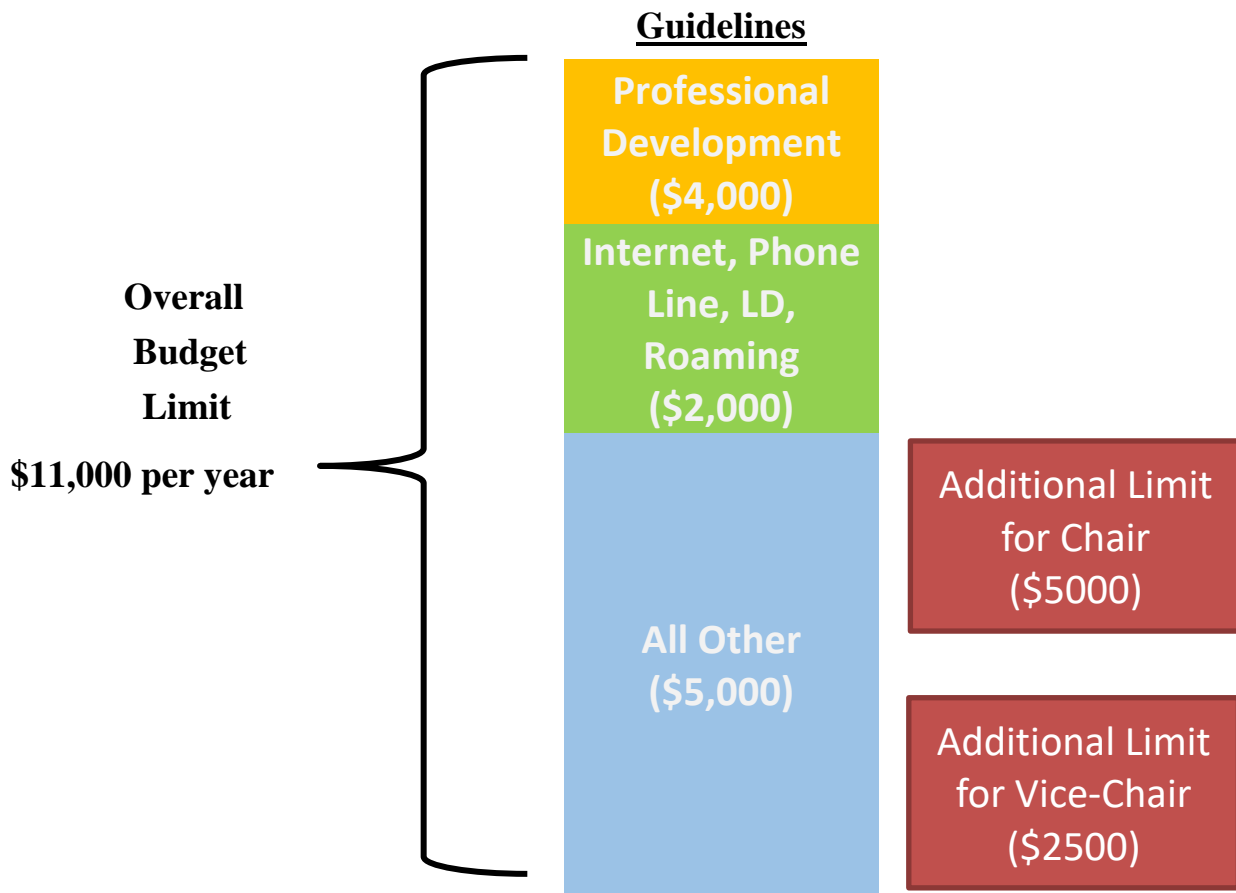 Guidelines
Professional
Development
($4,000)
Internet, Phone
Line, LD,
Roaming
($2,000)
Overall
Budget
Limit
$11,000 per year
All Other
($5,000)
Additional Limit
for Chair
($5000)
Additional Limit
for Vice-Chair
($2500)